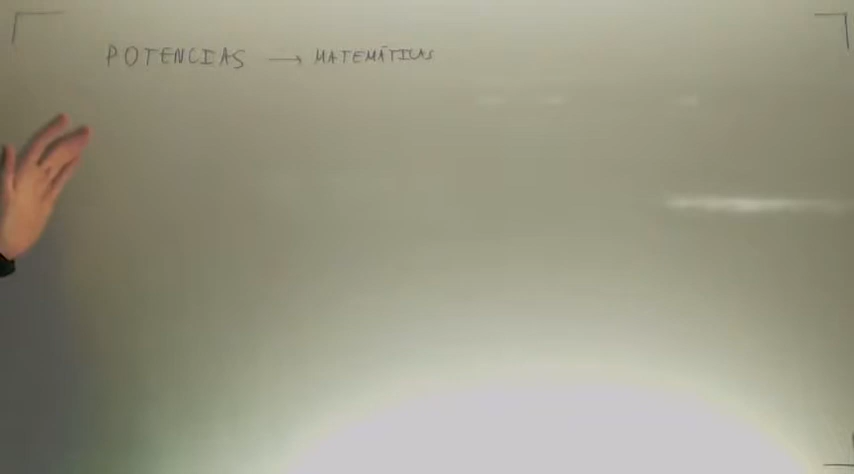 POTENCIAS → MATEMÁTICAS